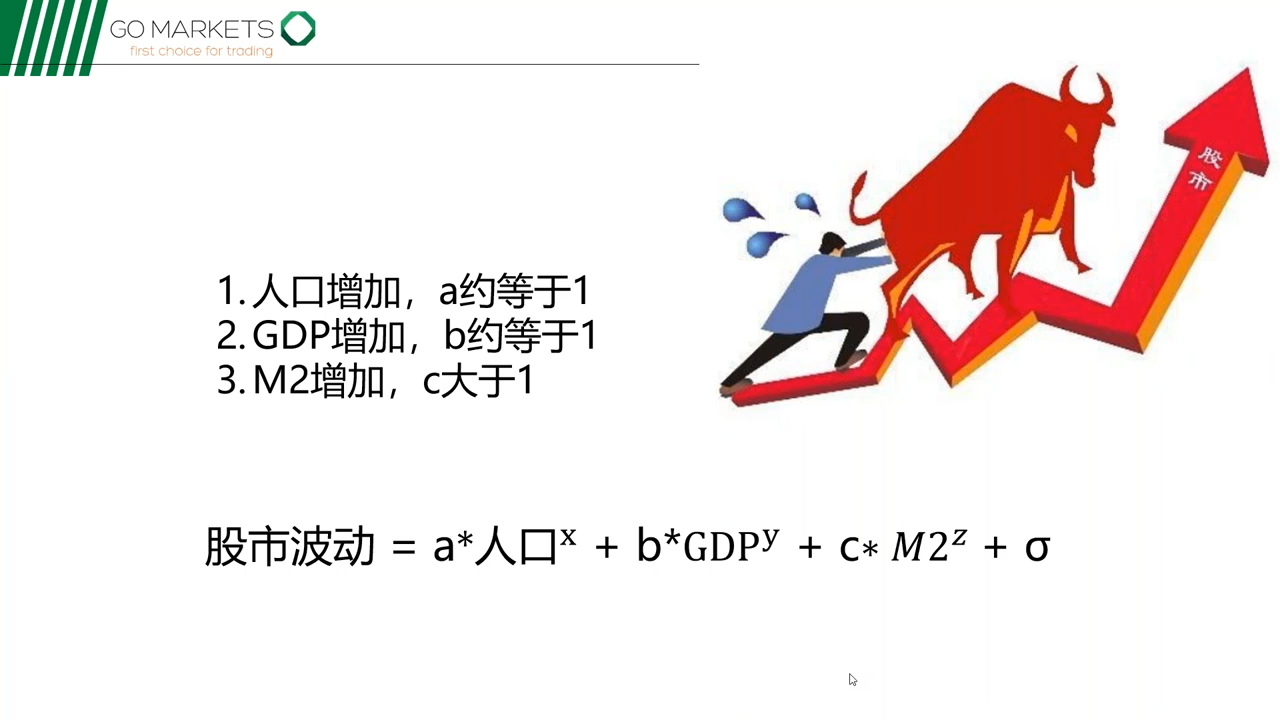 GO MARKETS
first choice for trading
股
市
1. 人口增加，a约等于1
2. GDP增加，b约等于1
3. M2增加，c大于1
股市波动 = a*人口ˣ + b*GDPʸ + c* M2ᶻ + σ